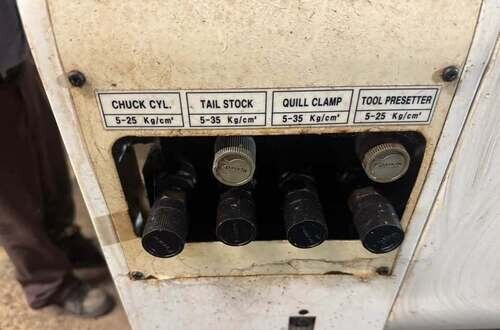 CHUCK CYL.
5-25 Kg/cm²
TAIL STOCK
5-35 Kg/cm²
QUILL CLAMP
5-35 Kg/cm²
TOOL PRESETTER
5-25 Kg/cm²